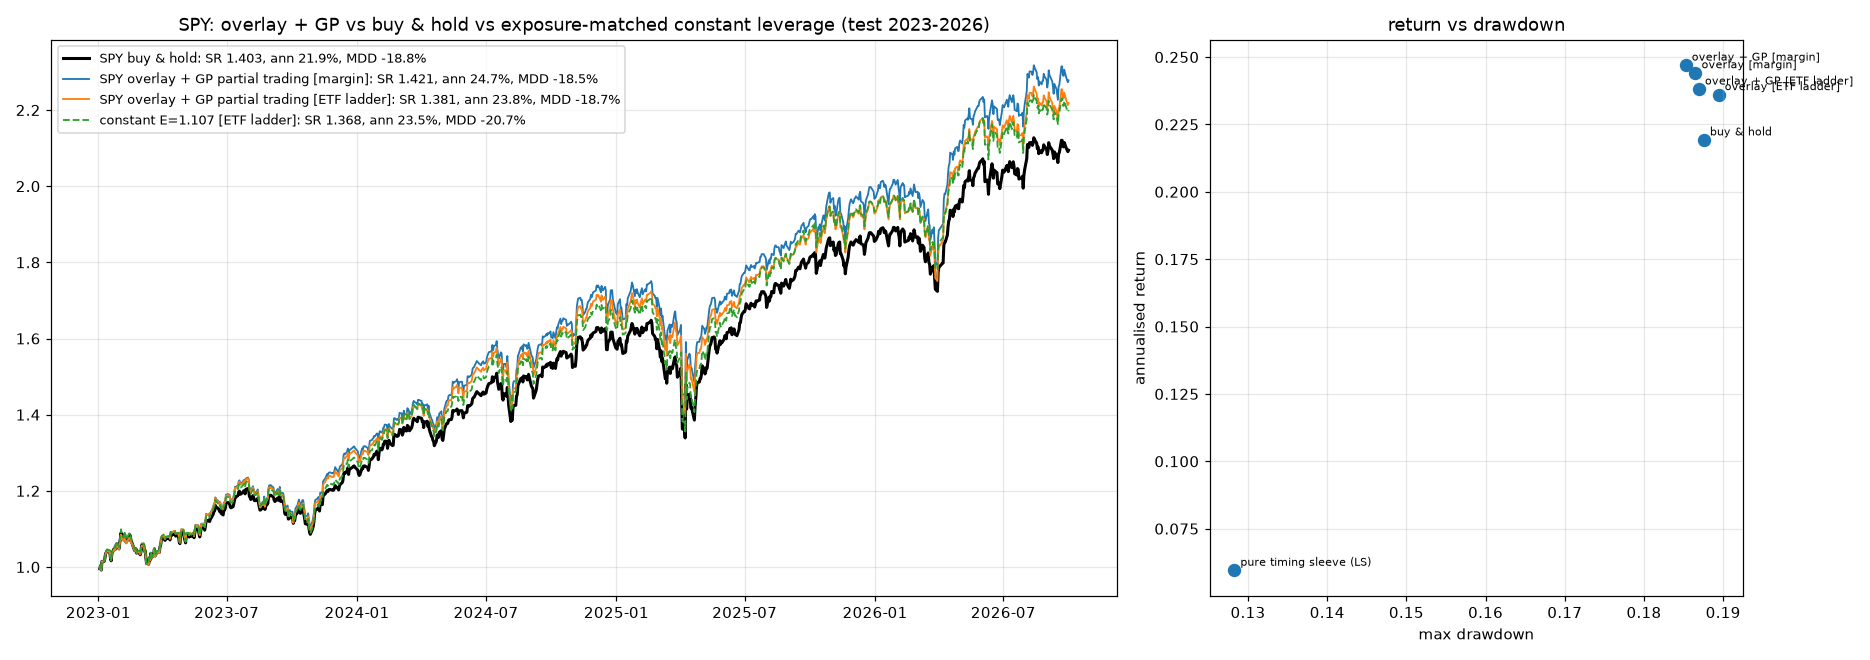 SPY: overlay + GP vs buy & hold vs exposure-matched constant leverage (test 2023-2026)
SPY buy & hold: SR 1.403, ann 21.9%, MDD -18.8%
SPY overlay + GP partial trading [margin]: SR 1.421, ann 24.7%, MDD -18.5%
SPY overlay + GP partial trading [ETF ladder]: SR 1.381, ann 23.8%, MDD -18.7%
constant E=1.107 [ETF ladder]: SR 1.368, ann 23.5%, MDD -20.7%
2.2
2.0
1.8
1.6
1.4
1.2
1.0
2023-01
2023-07
2024-01
2024-07
2025-01
2025-07
2026-01
2026-07
return vs drawdown
annualised return
0.250
0.225
0.200
0.175
0.150
0.125
0.100
0.075
overlay + GP [margin]
overlay [margin]
overlay + GP [ETF ladder]
overlay [ETF ladder]
buy & hold
pure timing sleeve (LS)
0.13
0.14
0.15
0.16
0.17
0.18
0.19
max drawdown